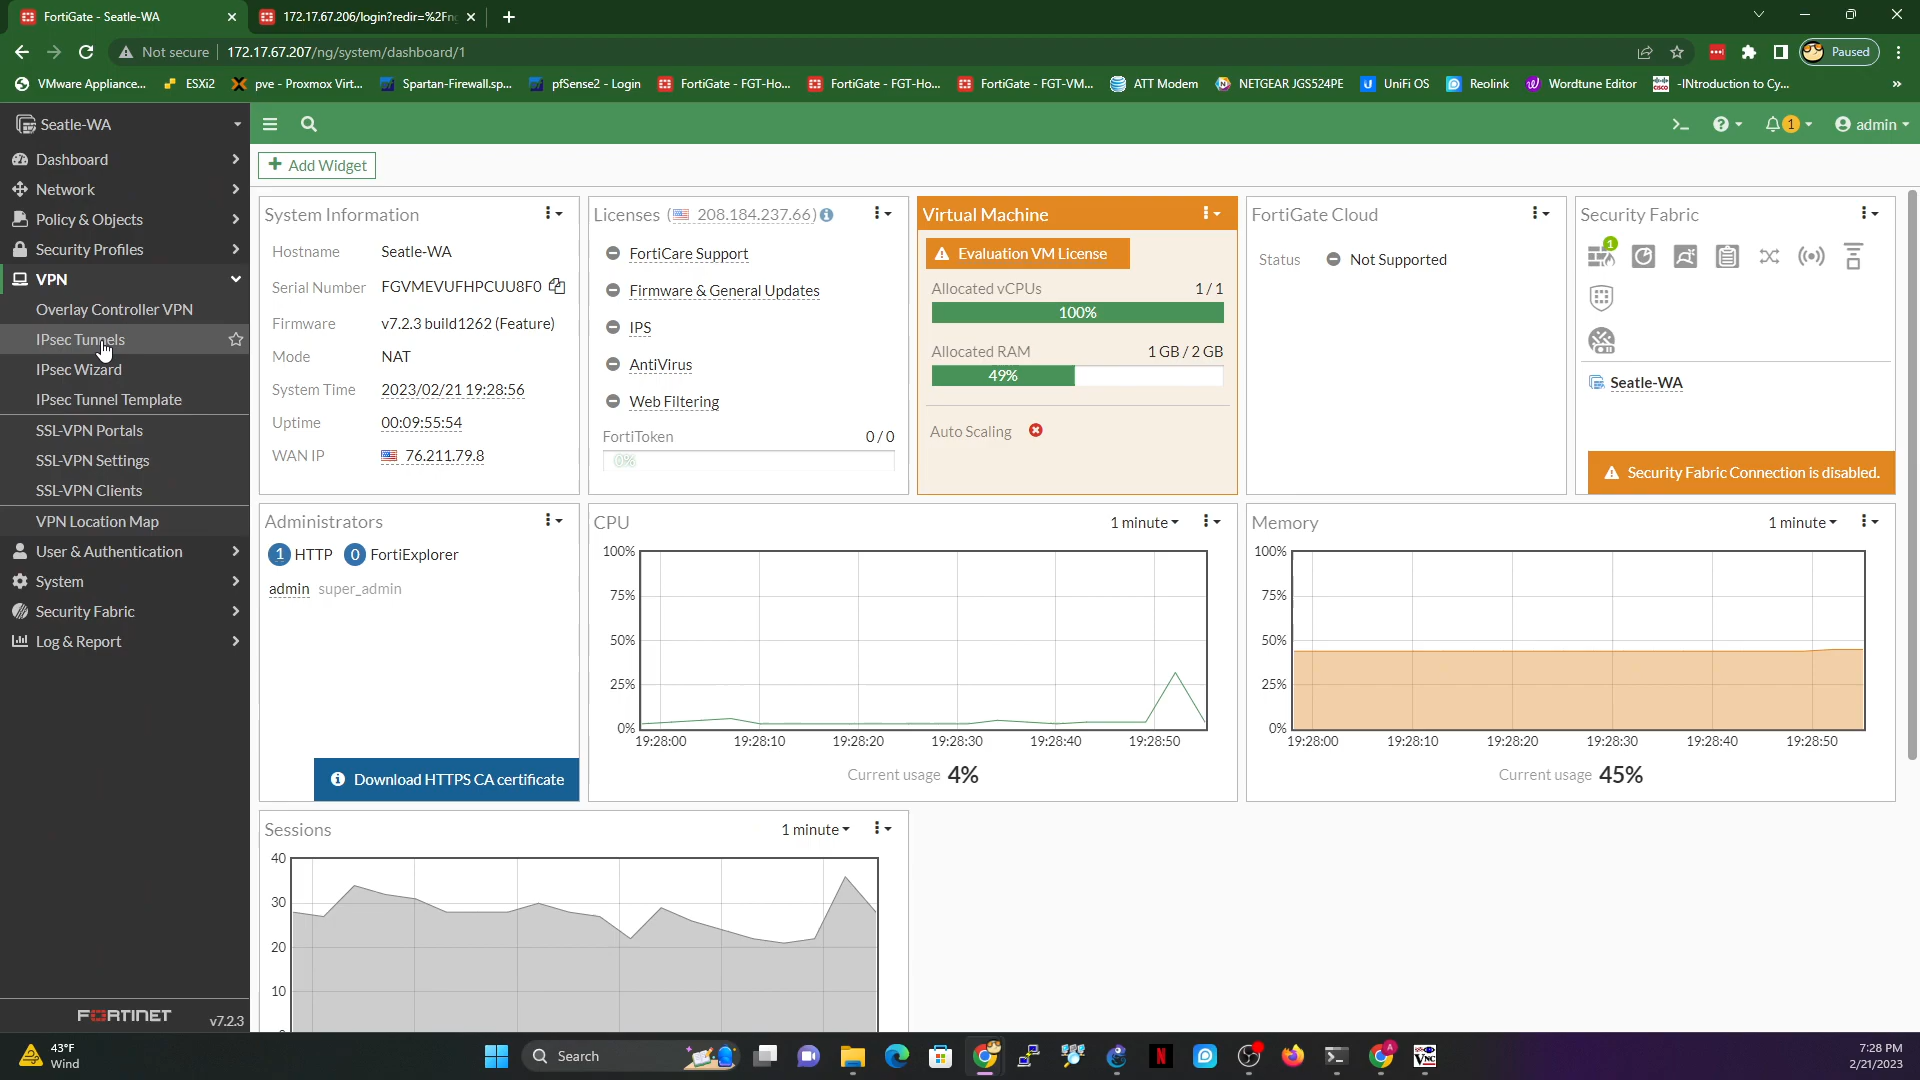 FortiGate - Seatle-WA
172.17.67.206/login?redir=%2Fn
Not secure
172.17.67.207/ng/system/dashboard/1
Paused
VMware Appliance...
ESXi2
pve - Proxmox Virt...
Spartan-Firewall.sp...
pfSense2 - Login
FortiGate - FGT-Ho...
FortiGate - FGT-Ho...
FortiGate - FGT-VM...
ATT Modem
NETGEAR JGS524PE
UniFi OS
Reolink
Wordtune Editor
-INtroduction to Cy...
»
Seatle-WA
>_
1
admin
Dashboard
Network
Policy & Objects
Security Profiles
VPN
Overlay Controller VPN
IPsec Tunnels
IPsec Wizard
IPsec Tunnel Template
SSL-VPN Portals
SSL-VPN Settings
SSL-VPN Clients
VPN Location Map
User & Authentication
System
Security Fabric
Log & Report
FORTINET
v7.2.3
+ Add Widget
System Information
Hostname Seatle-WA
Serial Number FGVMEVUFHPCUU8F0
Firmware v7.2.3 build1262 (Feature)
Mode NAT
System Time 2023/02/21 19:28:56
Uptime 00:09:55:54
WAN IP 76.211.79.8
Licenses (208.184.237.66)
FortiCare Support
Firmware & General Updates
IPS
AntiVirus
Web Filtering
FortiToken 0/0
0%
Virtual Machine
Evaluation VM License
Allocated vCPUs 1/1
100%
Allocated RAM 1 GB / 2 GB
49%
Auto Scaling
FortiGate Cloud
Status Not Supported
Security Fabric
1
Seatle-WA
Security Fabric Connection is disabled.
Administrators
1 HTTP 0 FortiExplorer
admin super_admin
Download HTTPS CA certificate
CPU
1 minute
100%
75%
50%
25%
0%
19:28:00 19:28:10 19:28:20 19:28:30 19:28:40 19:28:50
Current usage 4%
Memory
1 minute
100%
75%
50%
25%
0%
19:28:00 19:28:10 19:28:20 19:28:30 19:28:40 19:28:50
Current usage 45%
Sessions
1 minute
40
30
20
10
43°F
Wind
Search
7:28 PM
2/21/2023